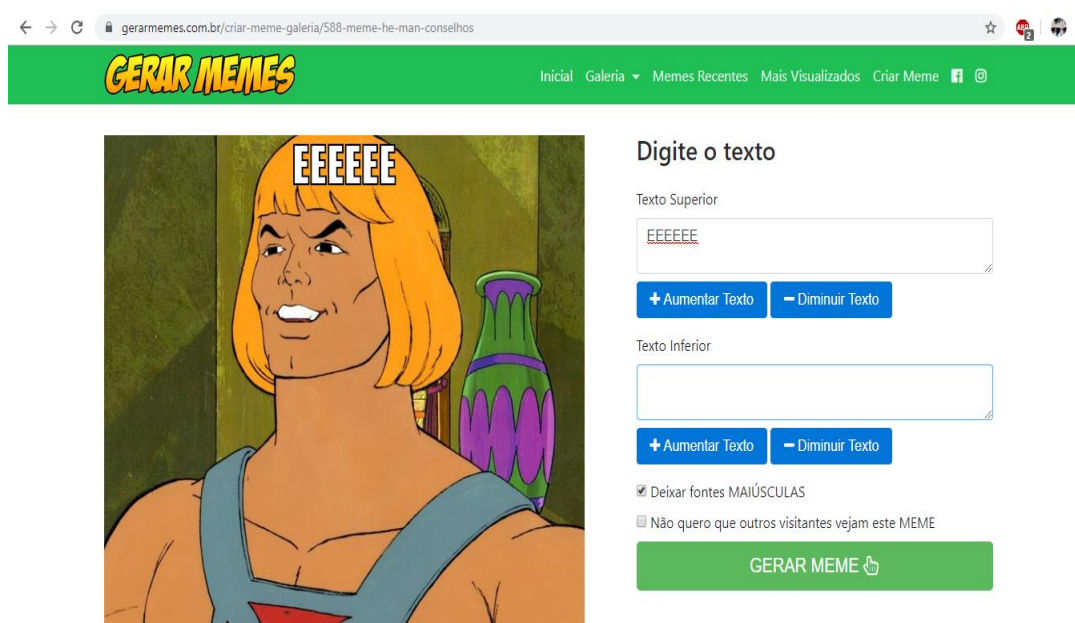 gerarmemes.com.br/criar-meme-galeria/588-meme-he-man-conselhos
ABP
2
GERAR MEMES
Inicial Galeria Memes Recentes Mais Visualizados Criar Meme
EEEEEE
Digite o texto
Texto Superior
EEEEEE
+ Aumentar Texto - Diminuir Texto
Texto Inferior
+ Aumentar Texto - Diminuir Texto
Deixar fontes MAIÚSCULAS
Não quero que outros visitantes vejam este MEME
GERAR MEME